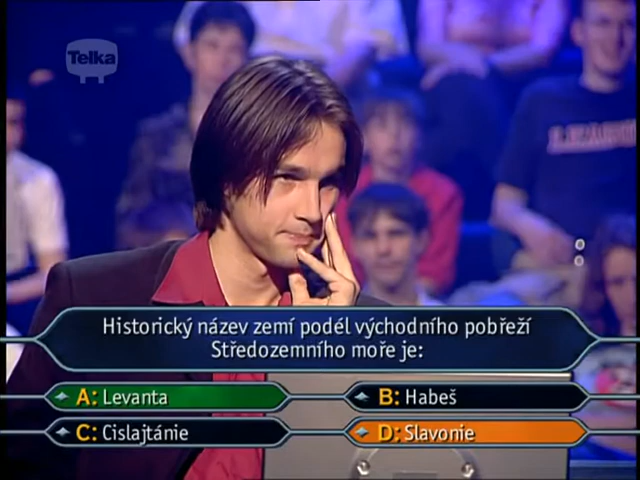 Telka
Historický název zemí podél východního pobřeží
Středozemního moře je:
A: Levanta
B: Habeš
C: Cislajtánie
D: Slavonie